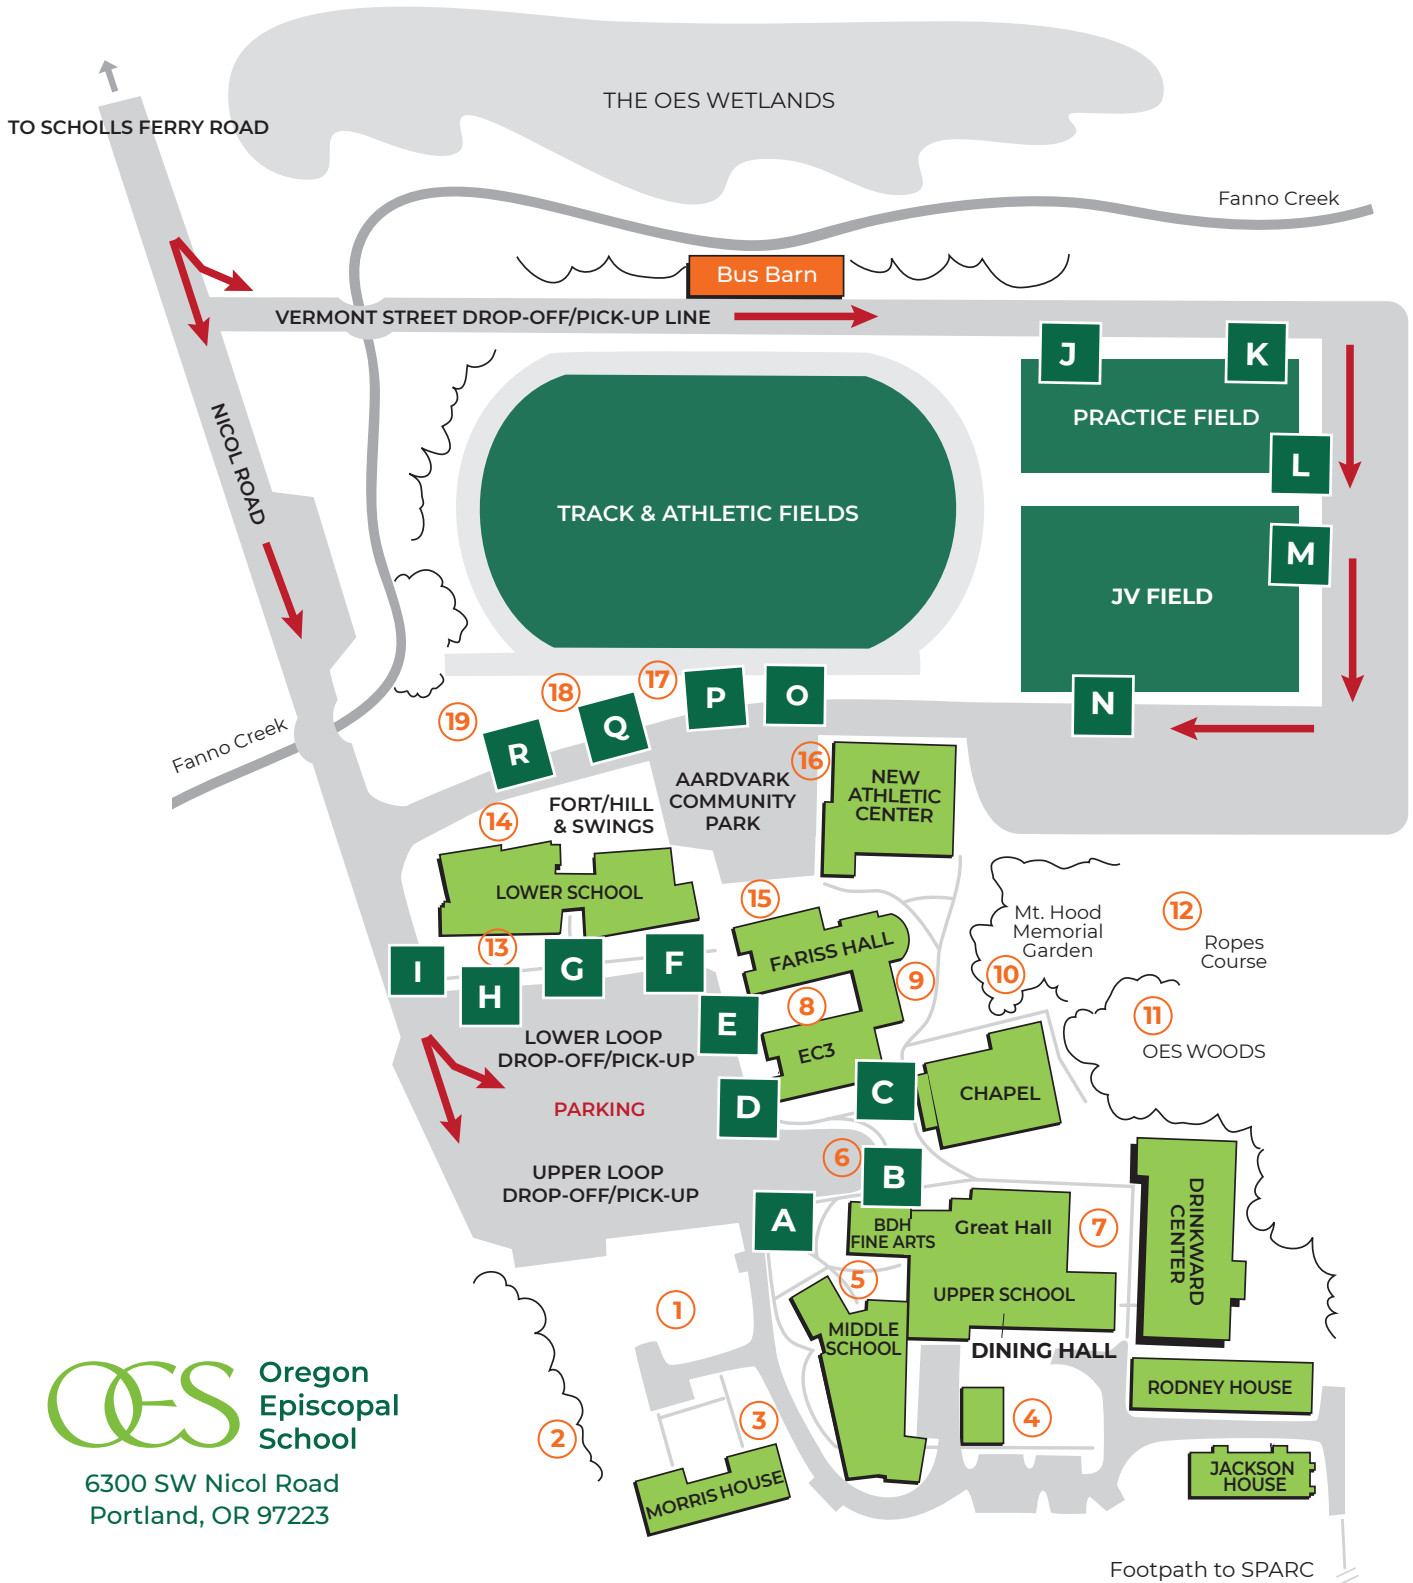 THE OES WETLANDS
TO SCHOLLS FERRY ROAD
Fanno Creek
Bus Barn
VERMONT STREET DROP-OFF/PICK-UP LINE
J
K
PRACTICE FIELD
L
NICOL ROAD
TRACK & ATHLETIC FIELDS
M
JV FIELD
17
18
P
O
N
19
Q
R
Fanno Creek
16
AARDVARK
COMMUNITY
PARK
NEW
ATHLETIC
CENTER
FORT/HILL
& SWINGS
14
LOWER SCHOOL
15
Mt. Hood
Memorial
Garden
12
Ropes
Course
13
FARISS HALL
I
H
G
F
9
10
8
E
11
LOWER LOOP
DROP-OFF/PICK-UP
EC3
OES WOODS
PARKING
D
C
CHAPEL
6
UPPER LOOP
DROP-OFF/PICK-UP
B
A
BDH
FINE ARTS
Great Hall
7
DRINKWARD
CENTER
5
1
UPPER SCHOOL
MIDDLE
SCHOOL
DINING HALL
OES
Oregon
Episcopal
School
RODNEY HOUSE
2
3
4
6300 SW Nicol Road
Portland, OR 97223
MORRIS HOUSE
JACKSON
HOUSE
Footpath to SPARC